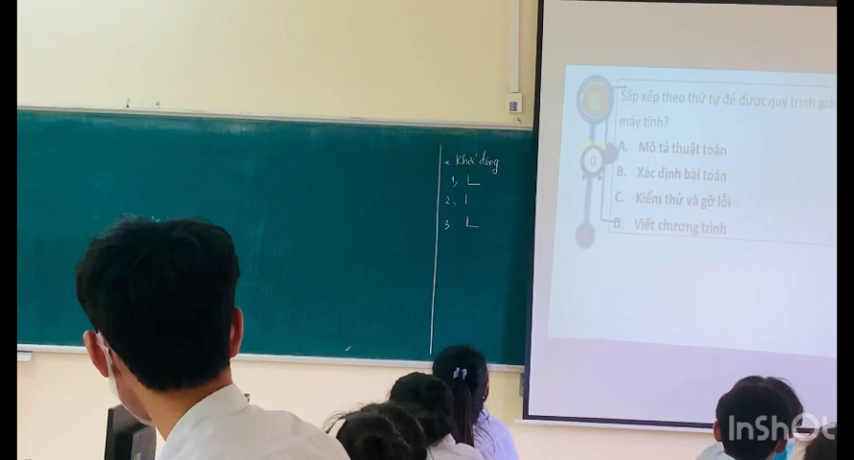 * Khởi động
1,
2,
3
Sắp xếp theo thứ tự để được quy trình giải
máy tính?
0
A. Mô tả thuật toán
B. Xác định bài toán
C. Kiểm thử và gỡ lỗi
D. Viết chương trình
InShOt